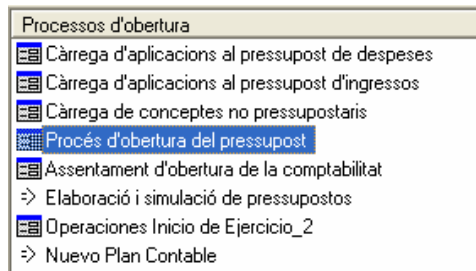 Processos d'obertura
Càrrega d'aplicacions al pressupost de despeses
Càrrega d'aplicacions al pressupost d'ingressos
Càrrega de conceptes no pressupostaris
Procés d'obertura del pressupost
Assentament d'obertura de la comptabilitat
Elaboració i simulació de pressupostos
Operaciones Inicio de Ejercicio_2
Nuevo Plan Contable